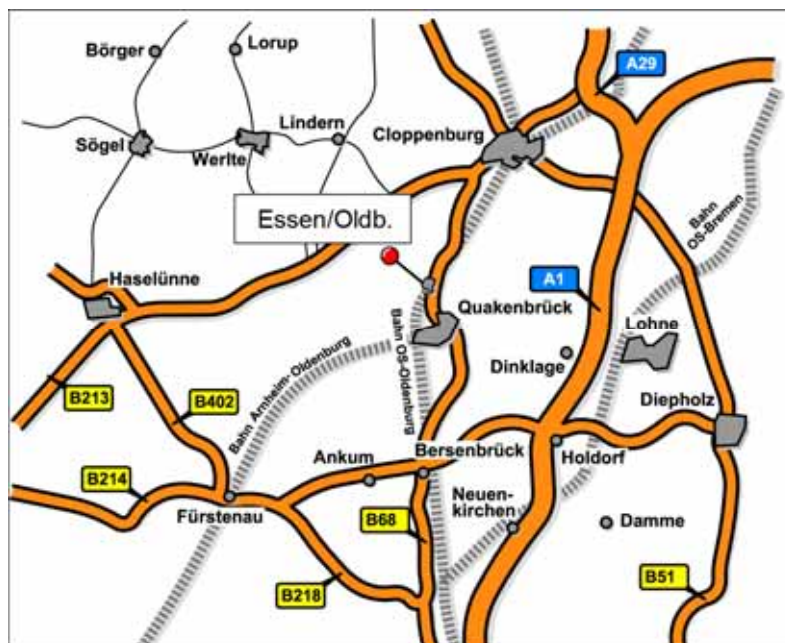 Börger
Lorup
A29
Lindern
Cloppenburg
Sögel
Werlte
Essen/Oldb.
Bahn
OS-Bremen
Haselünne
A1
Quakenbrück
Bahn OS-Oldenburg
Lohne
Bahn Arnheim-Oldenburg
Dinklage
B213
B402
Diepholz
Ankum
Bersenbrück
Holdorf
B214
Fürstenau
Neuen-
kirchen
B68
Damme
B218
B51